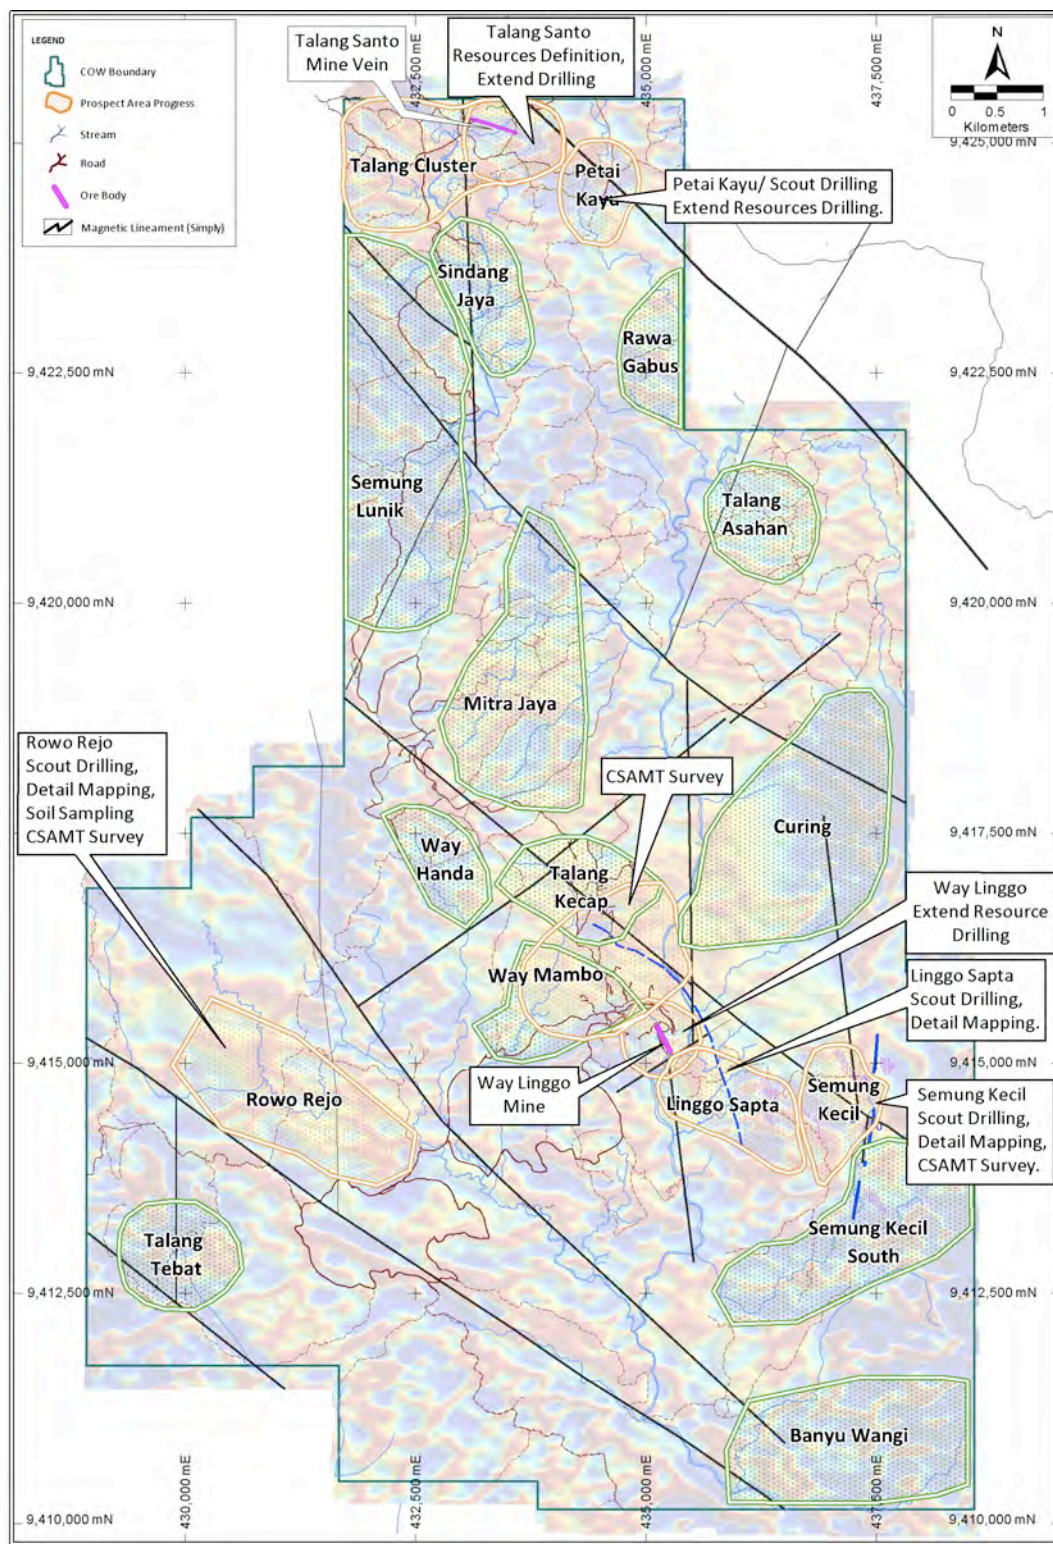 LEGEND
COW Boundary
Prospect Area Progress
Stream
Road
Ore Body
Magnetic Lineament (Simply)
Talang Santo
Mine Vein
Talang Santo
Resources Definition,
Extend Drilling
432,500 mE
435,000 mE
437,500 mE
N
0 0.5 1
Kilometers
9,425,000 mN
Talang Cluster
Petai
Kayu
Petai Kayu/ Scout Drilling
Extend Resources Drilling.
Sindang
Jaya
Rawa
Gabus
9,422,500 mN
9,422,500 mN
Semung
Lunik
Talang
Asahan
9,420,000 mN
9,420,000 mN
Mitra Jaya
Rowo Rejo
Scout Drilling,
Detail Mapping,
Soil Sampling
CSAMT Survey
CSAMT Survey
Curing
9,417,500 mN
Way
Handa
Talang
Kecap
Way Linggo
Extend Resource
Drilling
Way Mambo
Linggo Sapta
Scout Drilling,
Detail Mapping.
9,415,000 mN
9,415,000 mN
Way Linggo
Mine
Rowo Rejo
Linggo Sapta
Semung
Kecil
Semung Kecil
Scout Drilling,
Detail Mapping,
CSAMT Survey.
Talang
Tebat
Semung Kecil
South
9,412,500 mN
9,412,500 mN
Banyu Wangi
430,000 mE
432,500 mE
435,000 mE
437,500 mE
9,410,000 mN
9,410,000 mN